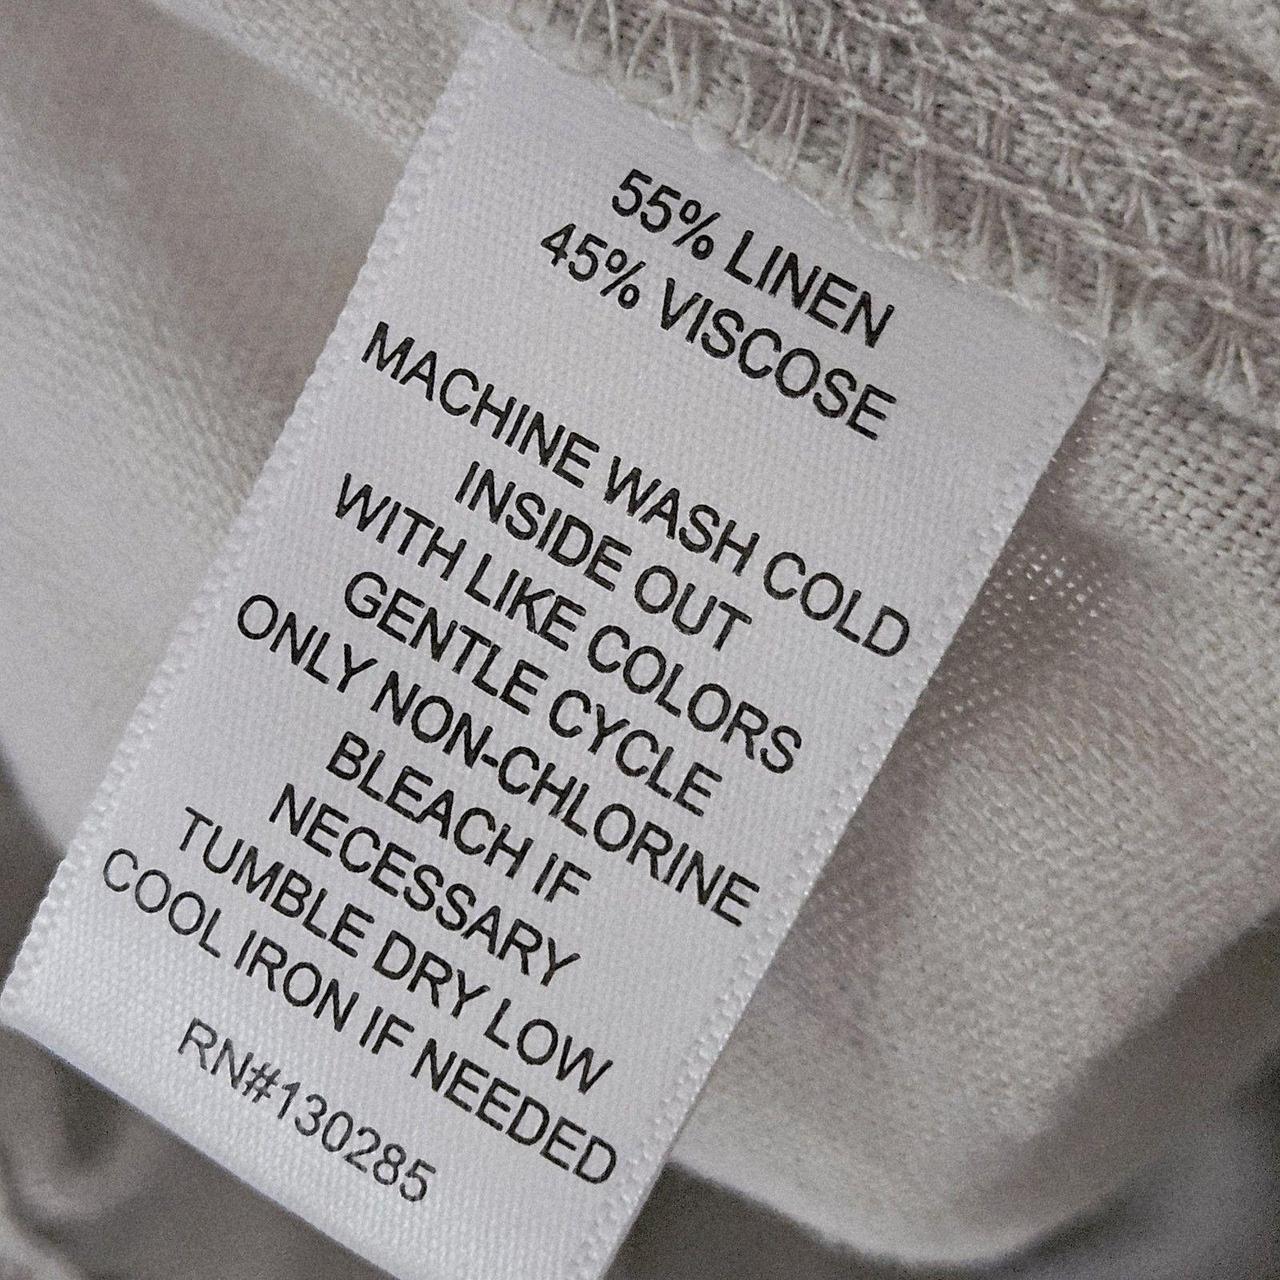 55% LINEN
45% VISCOSE
MACHINE WASH COLD
INSIDE OUT
WITH LIKE COLORS
GENTLE CYCLE
ONLY NON-CHLORINE
BLEACH IF
NECESSARY
TUMBLE DRY LOW
COOL IRON IF NEEDED
RN#130285